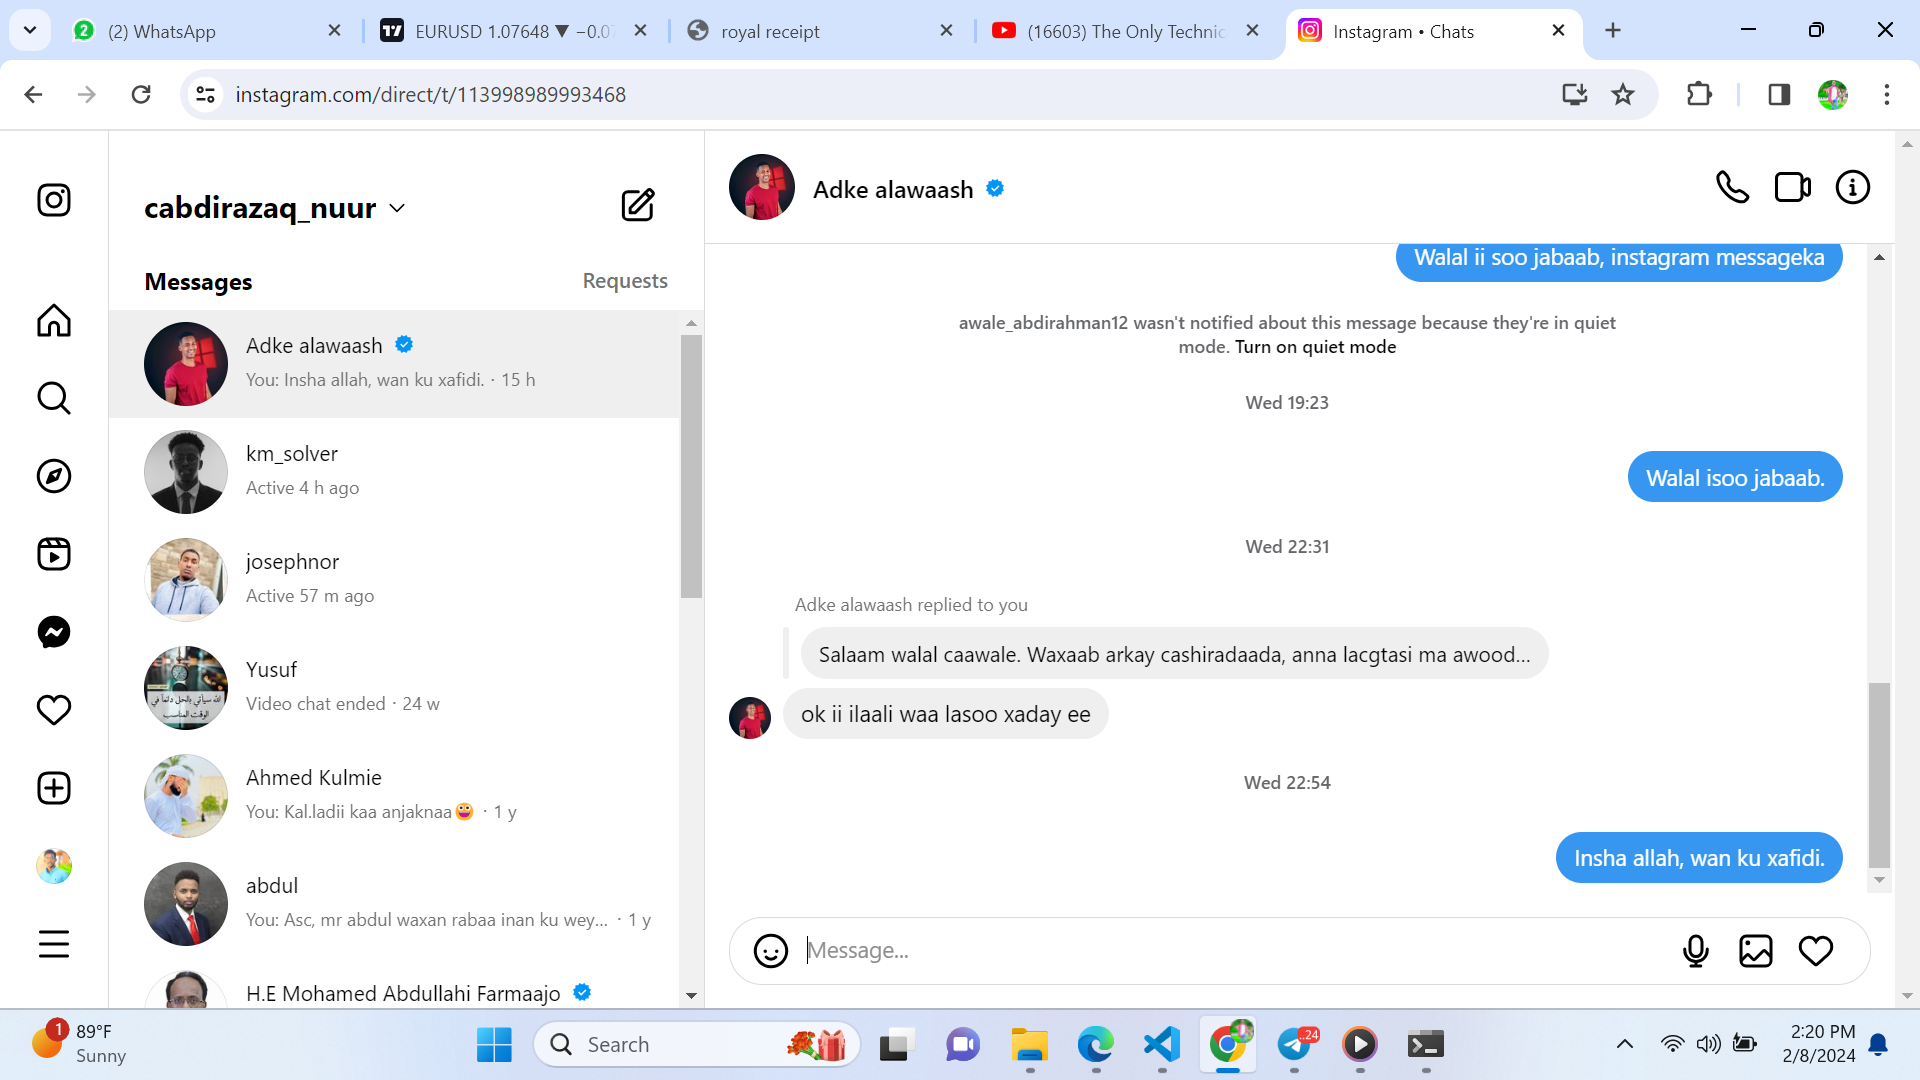 (2) WhatsApp
EURUSD 1.07648 ▼ −0.0
royal receipt
(16603) The Only Technic
Instagram • Chats
instagram.com/direct/t/113998989993468
cabdirazaq_nuur
Messages
Requests
Adke alawaash
You: Insha allah, wan ku xafidi. · 15 h
km_solver
Active 4 h ago
josephnor
Active 57 m ago
Yusuf
Video chat ended · 24 w
Ahmed Kulmie
You: Kal.ladii kaa anjaknaa😀 · 1 y
abdul
You: Asc, mr abdul waxan rabaa inan ku wey... · 1 y
H.E Mohamed Abdullahi Farmaajo
Adke alawaash
Walal ii soo jabaab, instagram messageka
awale_abdirahman12 wasn't notified about this message because they're in quiet
mode. Turn on quiet mode
Wed 19:23
Walal isoo jabaab.
Wed 22:31
Adke alawaash replied to you
Salaam walal caawale. Waxaab arkay cashiradaada, anna lacgtasi ma awood...
ok ii ilaali waa lasoo xaday ee
Wed 22:54
Insha allah, wan ku xafidi.
Message...
1
89°F
Sunny
Search
..24
2:20 PM
2/8/2024